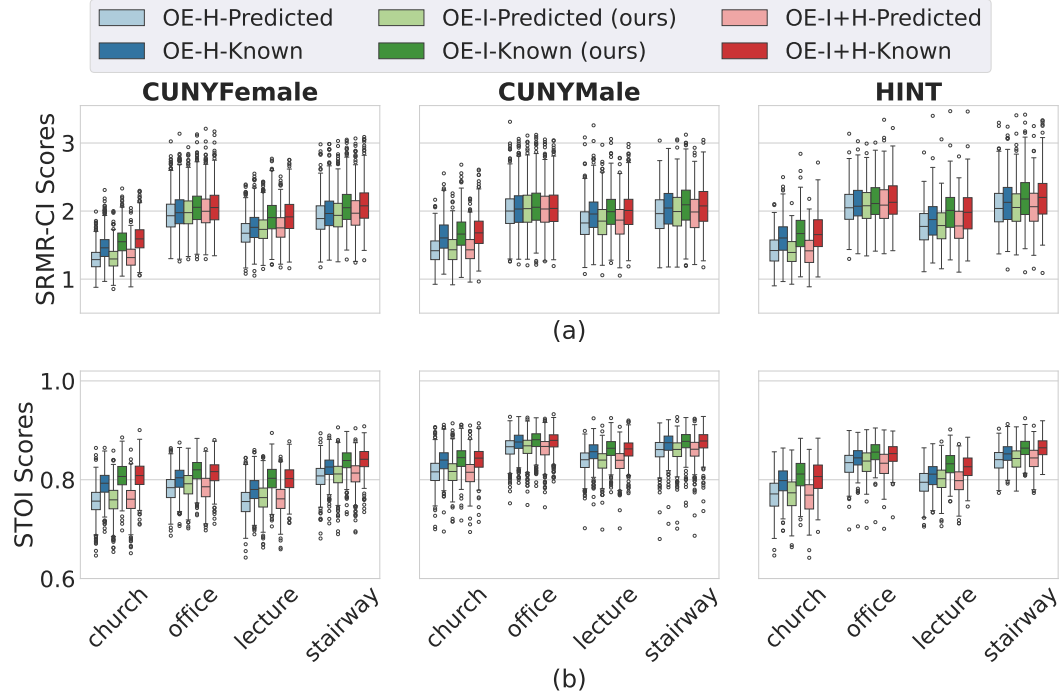 OE-H-Predicted OE-I-Predicted (ours) OE-I+H-Predicted
OE-H-Known OE-I-Known (ours) OE-I+H-Known
CUNYFemale CUNYMale HINT
SRMR-CI Scores
3
2
1
(a)
STOI Scores
1.0
0.8
0.6
church office lecture stairway church office lecture stairway church office lecture stairway
(b)